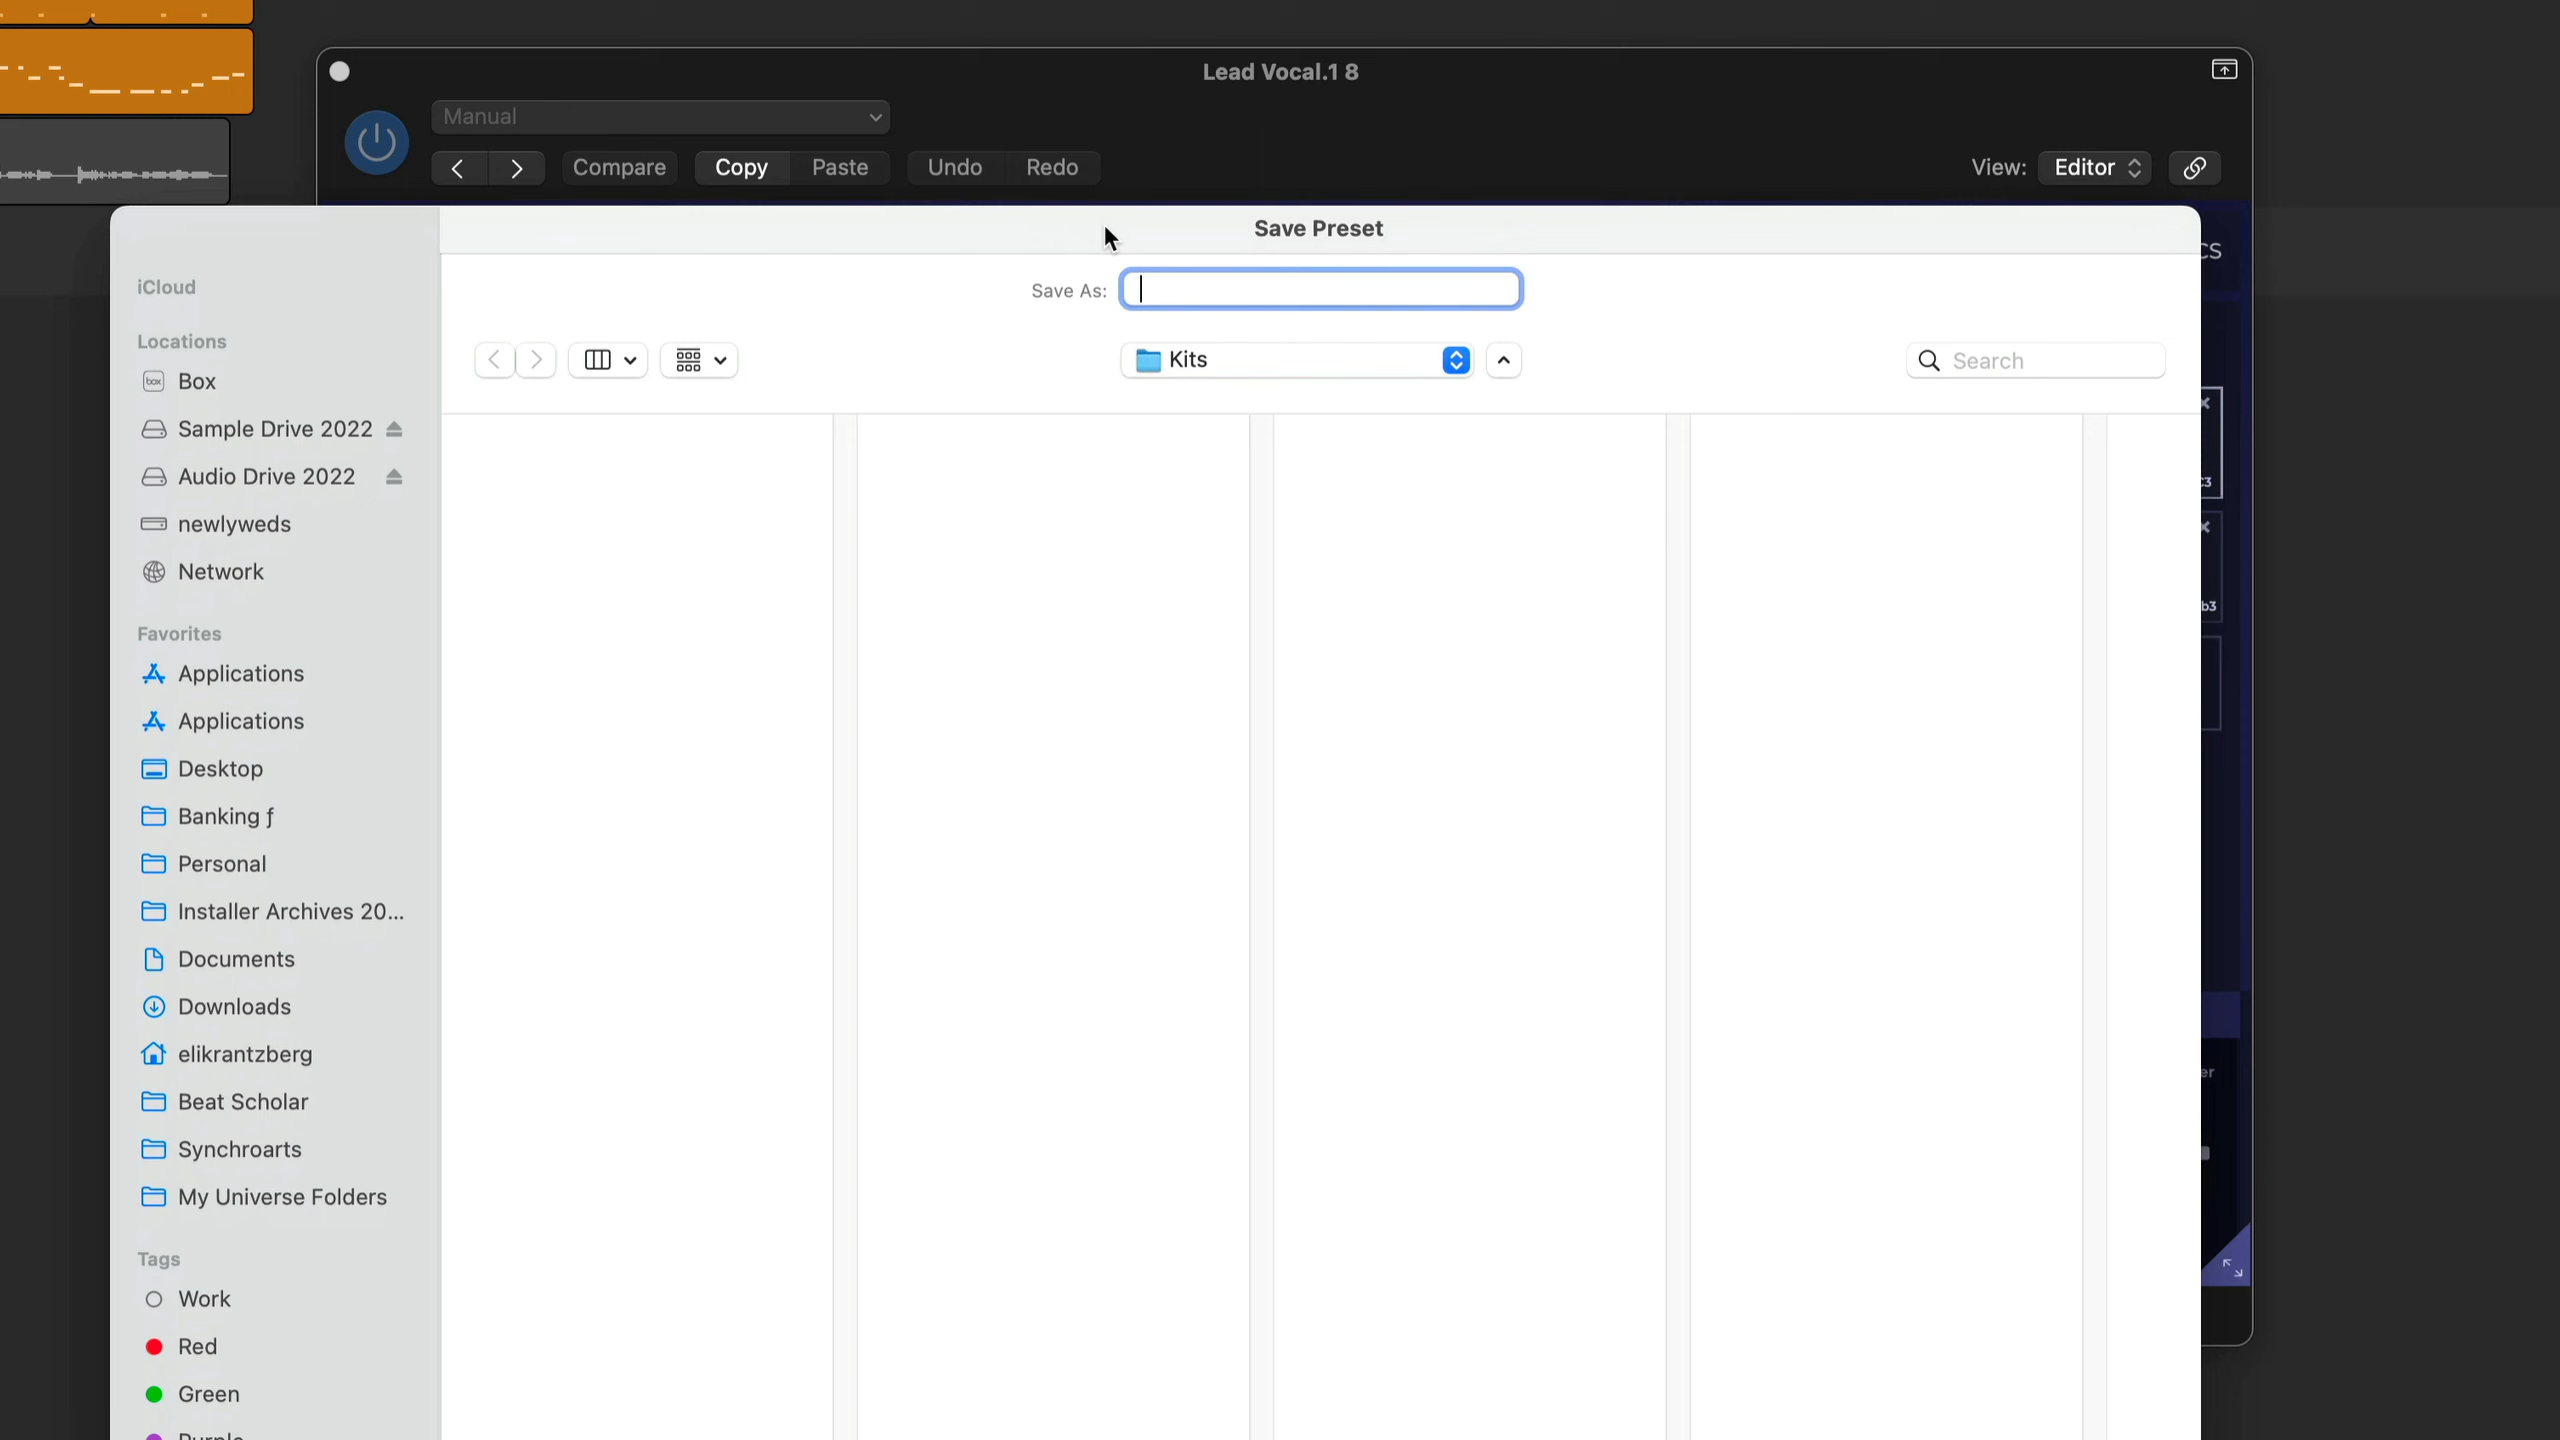 Lead Vocal.1 8
Manual
Compare Copy Paste Undo Redo
View: Editor
Save Preset
Save As:
Kits
Search
iCloud
Locations
Box
Sample Drive 2022
Audio Drive 2022
newlyweds
Network
Favorites
Applications
Applications
Desktop
Banking ƒ
Personal
Installer Archives 20...
Documents
Downloads
elikrantzberg
Beat Scholar
Synchroarts
My Universe Folders
Tags
Work
Red
Green
Purple